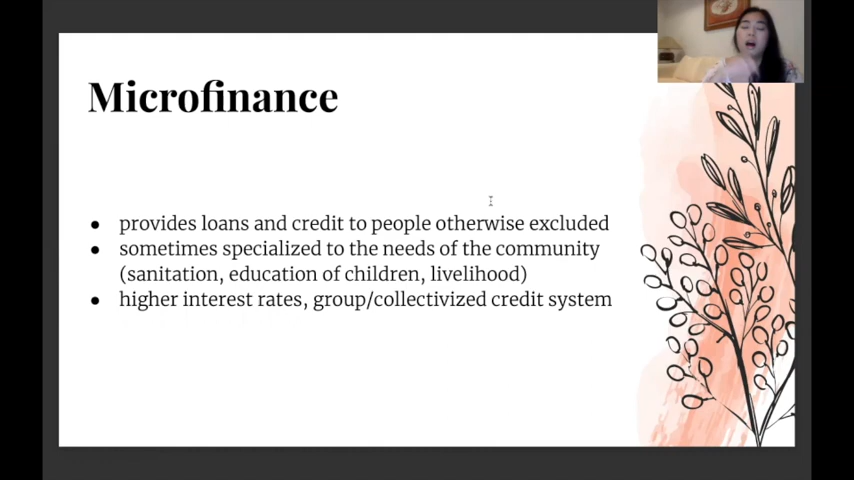 Microfinance
● provides loans and credit to people otherwise excluded
● sometimes specialized to the needs of the community
(sanitation, education of children, livelihood)
● higher interest rates, group/collectivized credit system